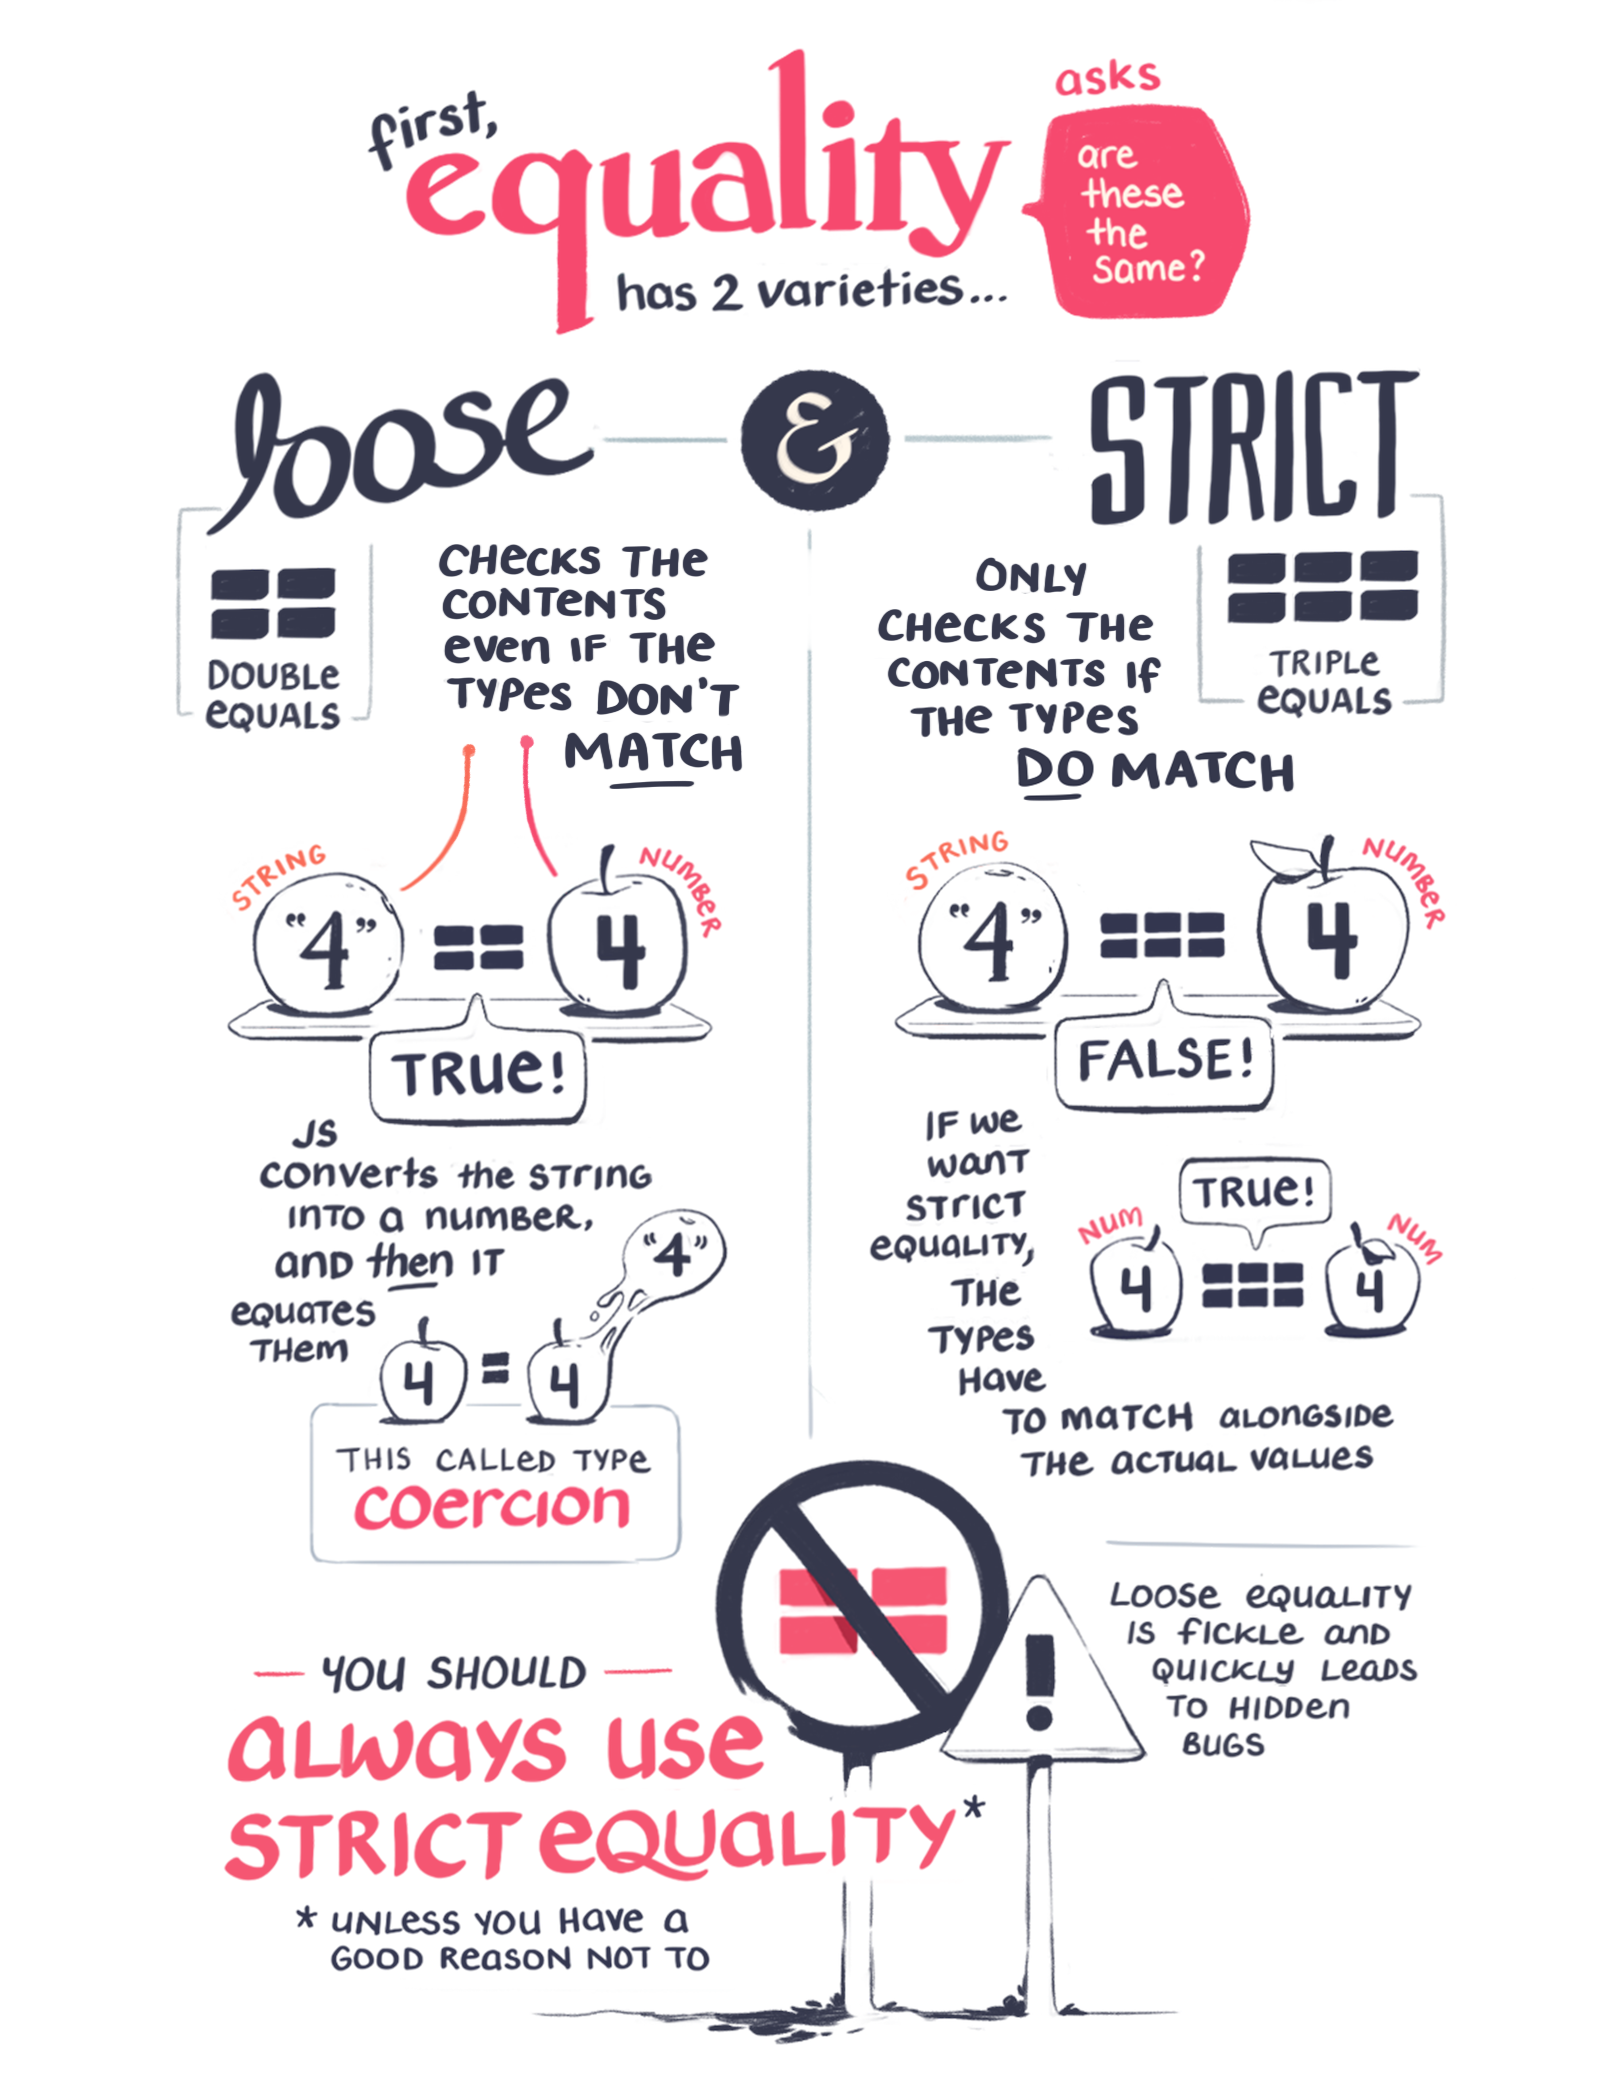 first,
equality
asks
are
these
the
same?
has 2 varieties...
loose
&
STRICT
==
DOUBLE
EQUALS
CHECKS THE
CONTENTS
even IF THE
TYPES DON'T
MATCH
ONLY
CHECKS THE
CONTENTS IF
THE TYPES
DO MATCH
===
TRIPLE
EQUALS
STRING
"4" == 4
NUMBER
TRUE!
STRING
"4" === 4
NUMBER
FALSE!
JS
converts the STRING
INTO a number,
AND then IT
EQUATES
THEM
"4"
4 = 4
THIS CALLED TYPE
COERCION
IF WE
WANT
STRICT
EQUALITY,
THE
TYPES
HAVE
TO MATCH ALONGSIDE
THE ACTUAL VALUES
TRUE!
NUM
NUM
4 === 4
==
!
LOOSE EQUALITY
IS FICKLE AND
QUICKLY LEADS
TO HIDDEN
BUGS
YOU SHOULD
ALWAYS USE
STRICT EQUALITY*
* UNLESS YOU HAVE A
GOOD REASON NOT TO